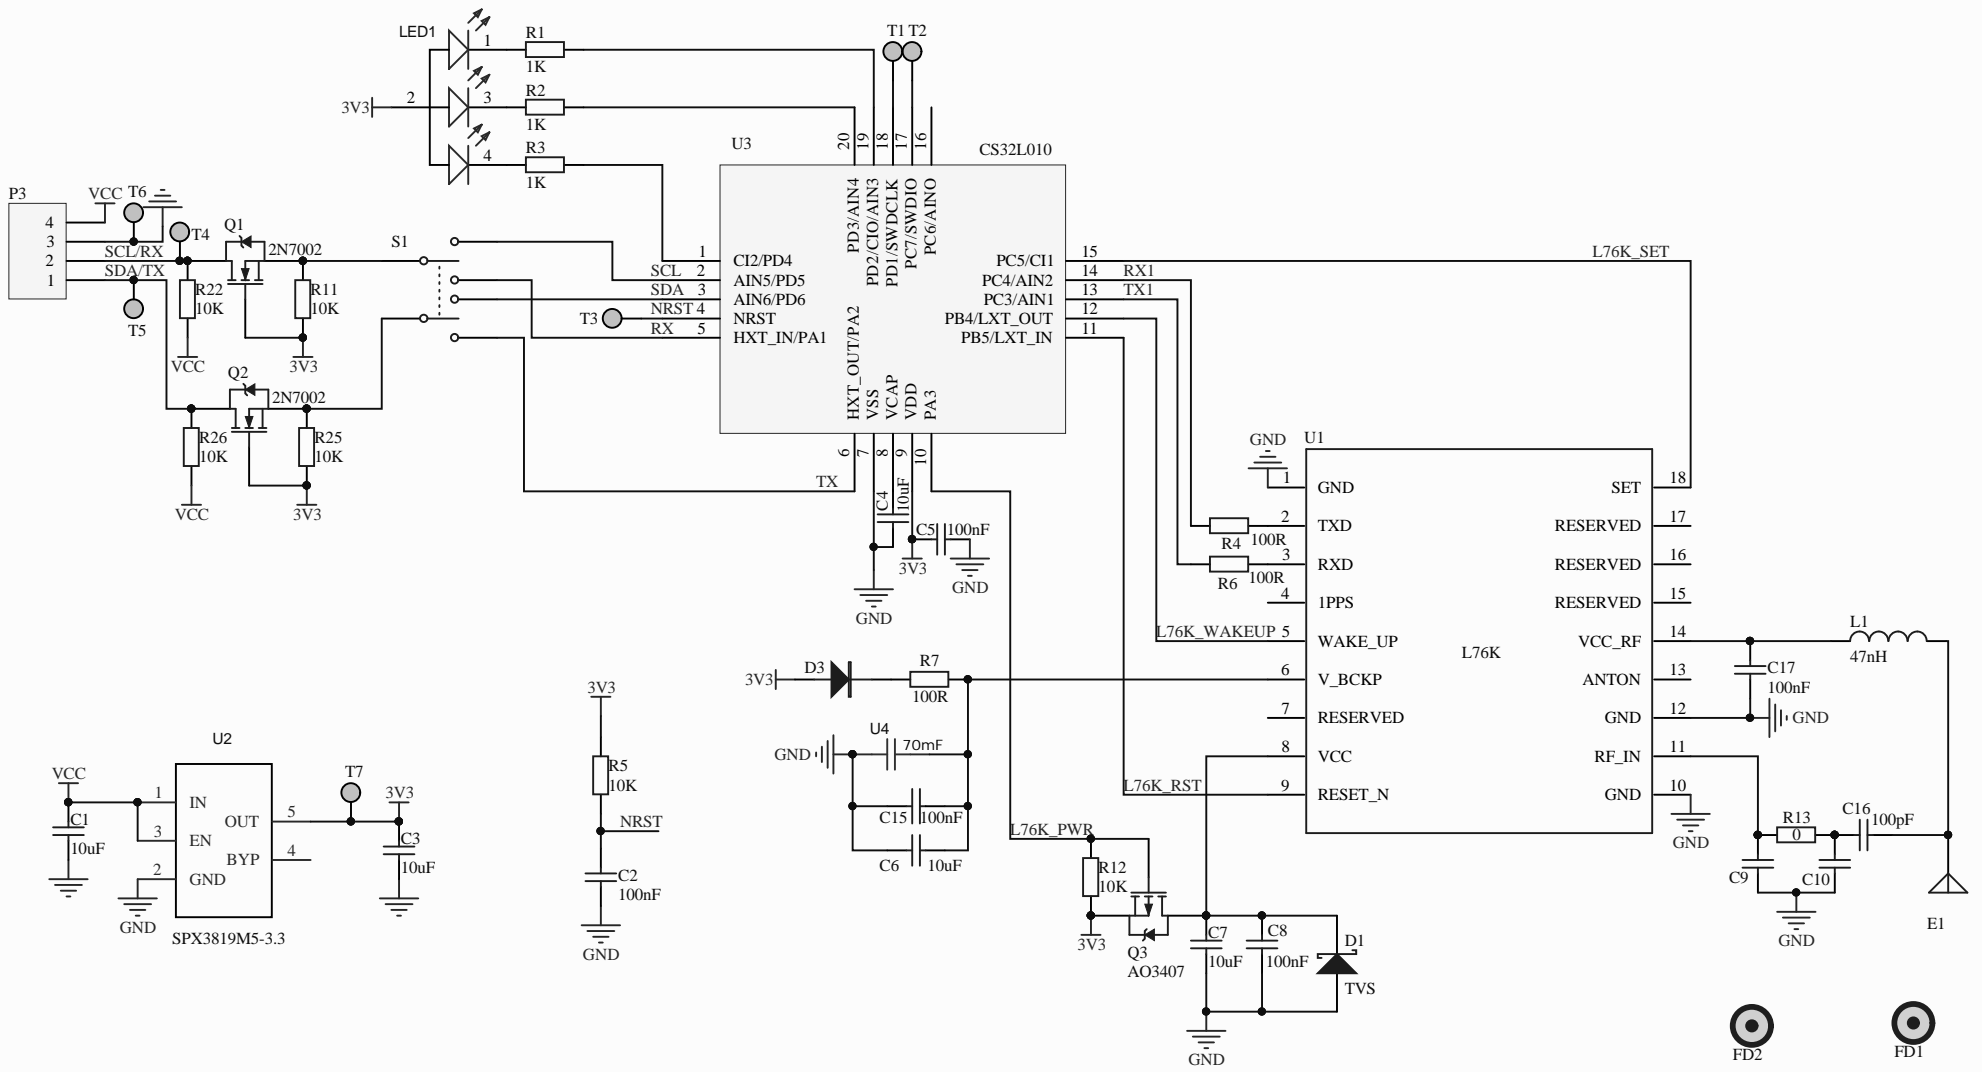 LED1
1
R1
1K
3V3
2
3
R2
1K
4
R3
1K
T1 T2
U3
CS32L010
20
19
18
17
16
PD3/AIN4
PD2/CIO/AIN3
PD1/SWDCLK
PC7/SWDIO
PC6/AINO
P3
4
3
2
1
VCC
T6
T4
SCL/RX
SDA/TX
T5
Q1
2N7002
R22
10K
VCC
R11
10K
3V3
Q2
2N7002
R26
10K
VCC
R25
10K
3V3
S1
SCL
SDA
NRST
RX
T3
1
2
3
4
5
CI2/PD4
AIN5/PD5
AIN6/PD6
NRST
HXT_IN/PA1
PC5/CI1
PC4/AIN2
PC3/AIN1
PB4/LXT_OUT
PB5/LXT_IN
15
14
13
12
11
RX1
TX1
L76K_SET
HXT_OUT/PA2
VSS
VCAP
VDD
PA3
6
7
8
9
10
TX
C4
10uF
C5
100nF
3V3
GND
GND
GND
U1
1
GND
2
TXD
R4
100R
3
RXD
R6
100R
4
1PPS
L76K_WAKEUP
5
WAKE_UP
6
V_BCKP
7
RESERVED
8
VCC
L76K_RST
9
RESET_N
L76K
SET
18
RESERVED
17
RESERVED
16
RESERVED
15
VCC_RF
14
ANTON
13
GND
12
RF_IN
11
GND
10
L1
47nH
C17
100nF
GND
GND
R13
0
C16
100pF
C9
C10
GND
E1
3V3
D3
R7
100R
GND
U4
70mF
C15
100nF
C6
10uF
3V3
R5
10K
NRST
C2
100nF
GND
U2
VCC
C1
10uF
1
IN
3
EN
2
GND
GND
OUT
5
BYP
4
T7
3V3
C3
10uF
SPX3819M5-3.3
L76K_PWR
R12
10K
3V3
Q3
AO3407
C7
10uF
C8
100nF
D1
TVS
GND
FD2
FD1